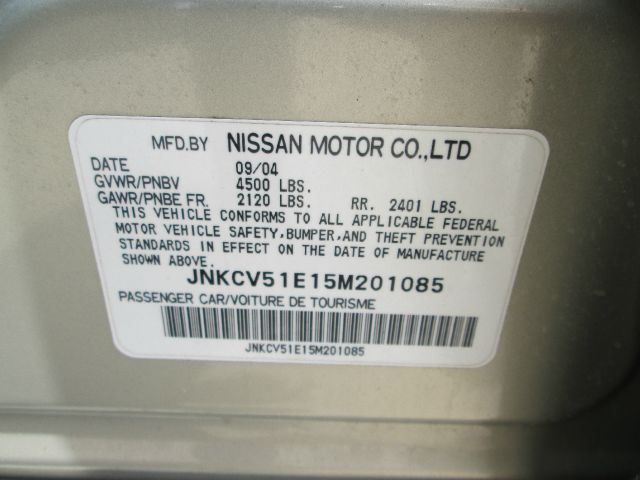 MFD.BY NISSAN MOTOR CO.,LTD
DATE 09/04
GVWR/PNBV 4500 LBS.
GAWR/PNBE FR. 2120 LBS. RR. 2401 LBS.
THIS VEHICLE CONFORMS TO ALL APPLICABLE FEDERAL
MOTOR VEHICLE SAFETY, BUMPER, AND THEFT PREVENTION
STANDARDS IN EFFECT ON THE DATE OF MANUFACTURE
SHOWN ABOVE.
JNKCV51E15M201085
PASSENGER CAR/VOITURE DE TOURISME
JNKCV51E15M201085